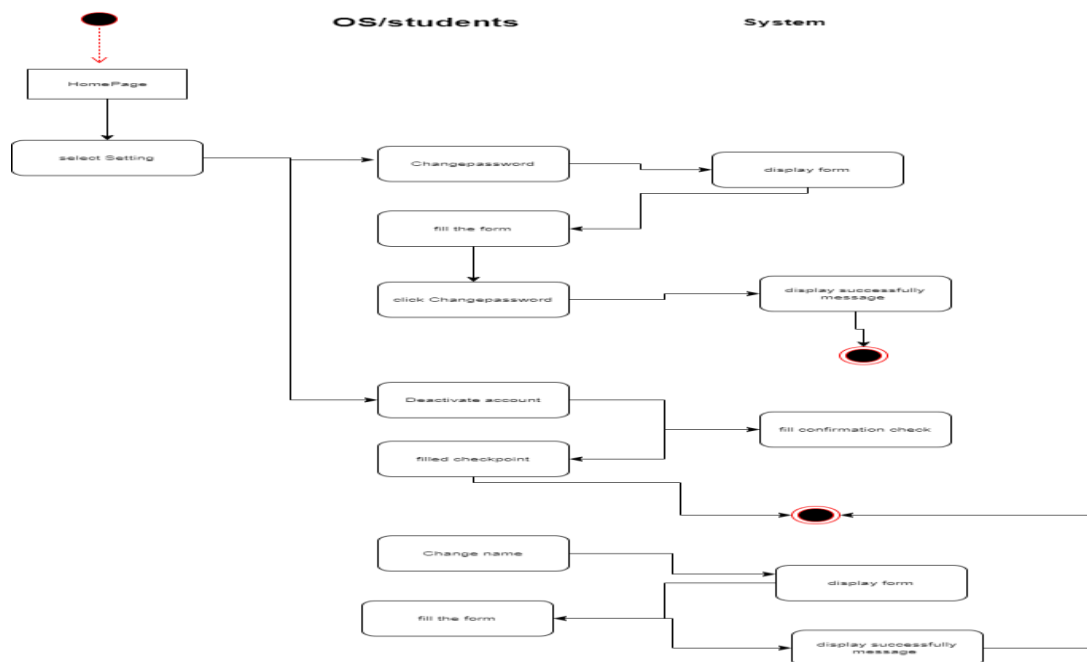 OS/students
System
HomePage
select Setting
Changepassword
display form
fill the form
click Changepassword
display successfully
message
Deactivate account
fill confirmation check
filled checkpoint
Change name
display form
fill the form
display successfully
message